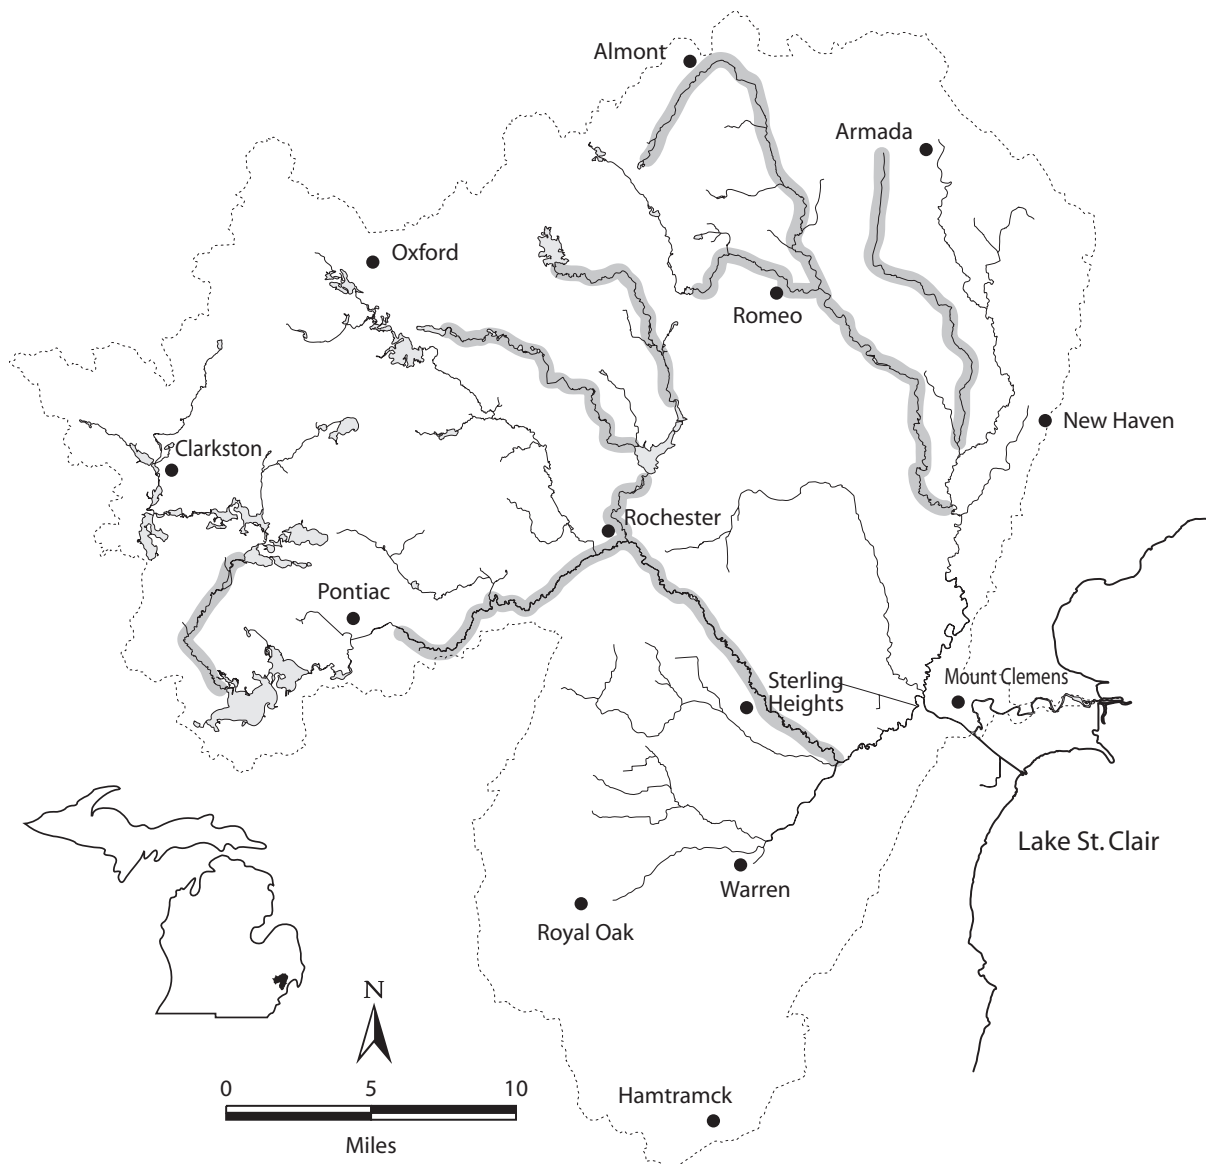 Almont
Armada
Oxford
Romeo
New Haven
Clarkston
Rochester
Pontiac
Mount Clemens
Sterling
Heights
Lake St. Clair
Warren
Royal Oak
N
0 5 10
Miles
Hamtramck